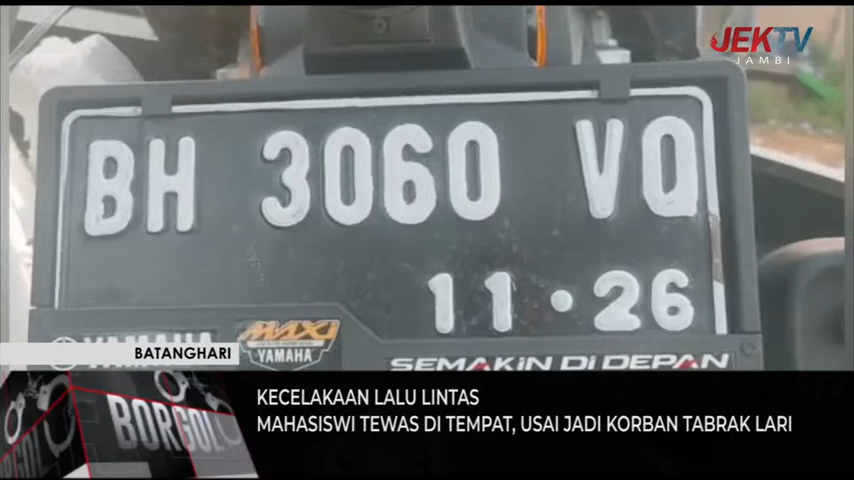 JEKTV
JAMBI
BH 3060 VQ
11·26
YAMAHA
MAXI
YAMAHA
SEMAKIN DI DEPAN
BATANGHARI
BORGOL
KECELAKAAN LALU LINTAS
MAHASISWI TEWAS DI TEMPAT, USAI JADI KORBAN TABRAK LARI